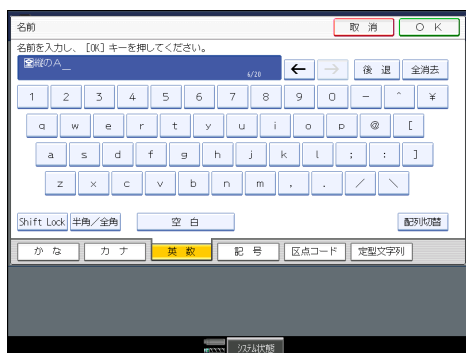 名前
取 消
O K
名前を入力し、 [OK] キーを押してください。
全縦のA_
6/20
← → 後 退 全消去
1 2 3 4 5 6 7 8 9 0 - ^ ¥
q w e r t y u i o p @ [
a s d f g h j k l ; : ]
z x c v b n m , . / \
Shift Lock 半角/全角 空 白 配列切替
か な カ ナ 英 数 記 号 区点コード 定型文字列
システム状態